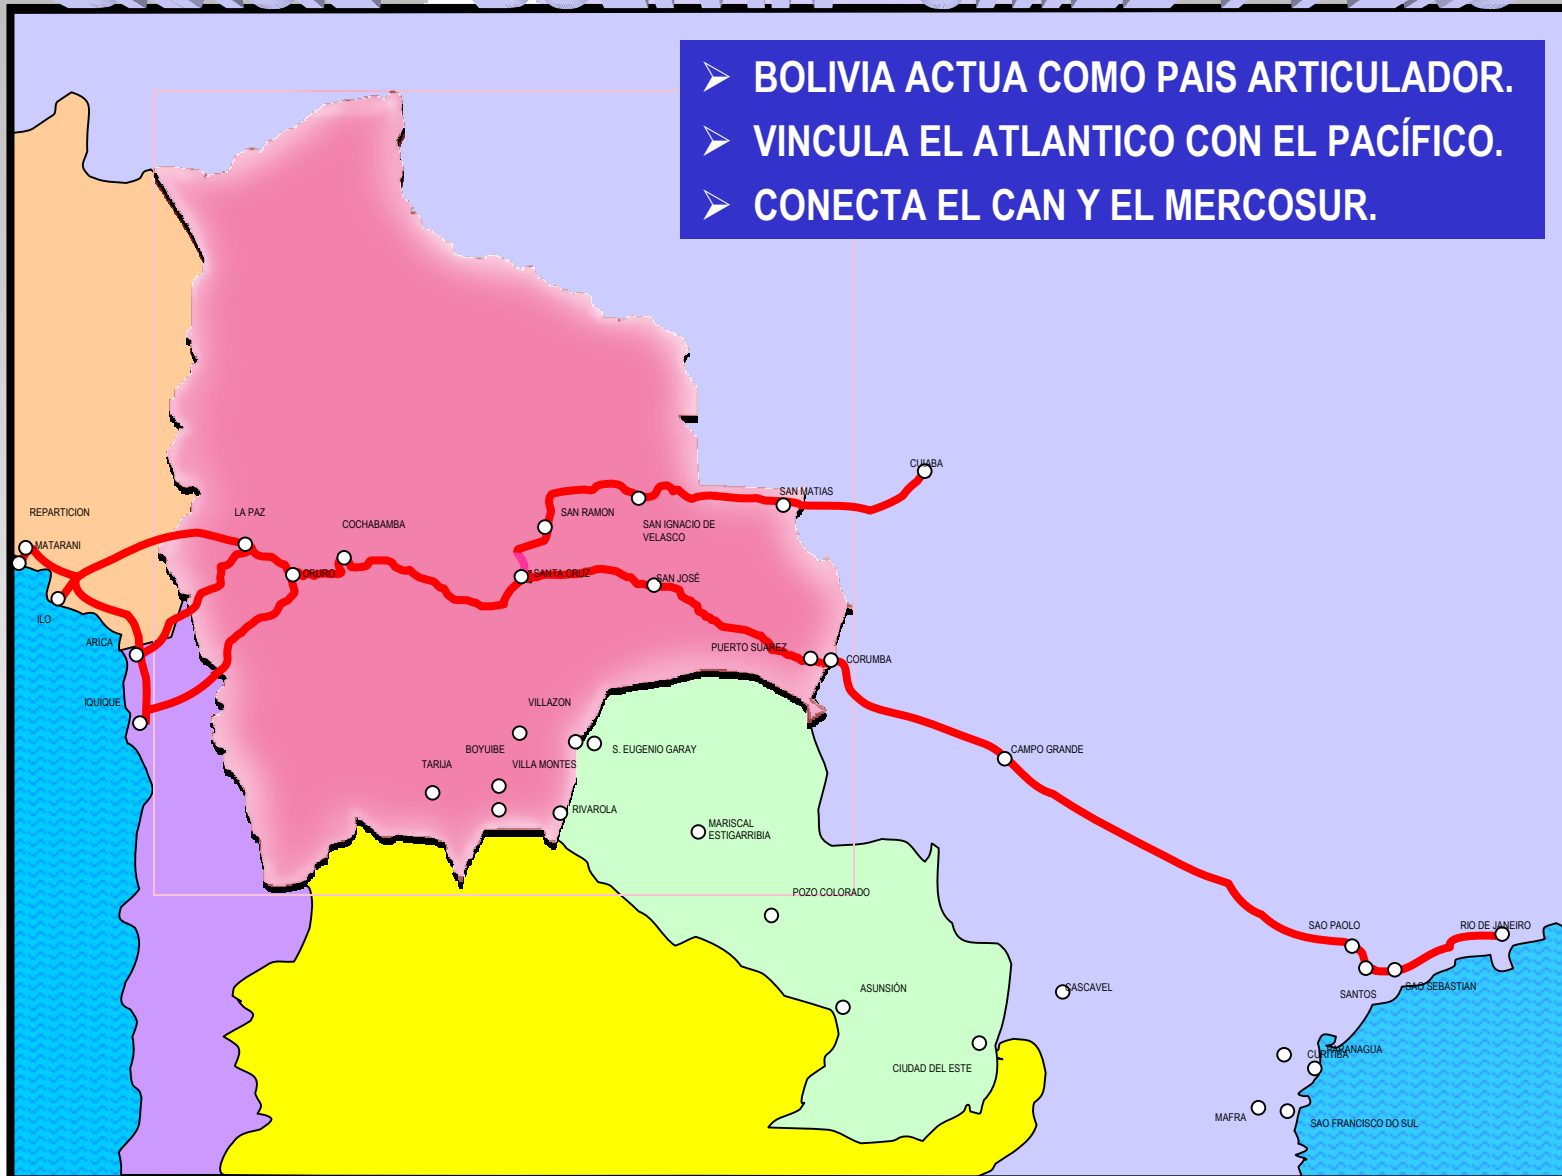 ➢ BOLIVIA ACTUA COMO PAIS ARTICULADOR.
➢ VINCULA EL ATLANTICO CON EL PACÍFICO.
➢ CONECTA EL CAN Y EL MERCOSUR.
CUIABA
SAN MATIAS
REPARTICION
LA PAZ
COCHABAMBA
SAN RAMON
SAN IGNACIO DE
VELASCO
MATARANI
ORURO
SANTA CRUZ
SAN JOSÉ
ILO
ARICA
PUERTO SUAREZ
CORUMBA
IQUIQUE
VILLAZON
BOYUIBE
S. EUGENIO GARAY
CAMPO GRANDE
TARIJA
VILLA MONTES
RIVAROLA
MARISCAL
ESTIGARRIBIA
POZO COLORADO
SAO PAOLO
RIO DE JANEIRO
ASUNSIÓN
CASCAVEL
SANTOS
SAO SEBASTIAN
CIUDAD DEL ESTE
CURITIBA
PARANAGUA
MAFRA
SAO FRANCISCO DO SUL